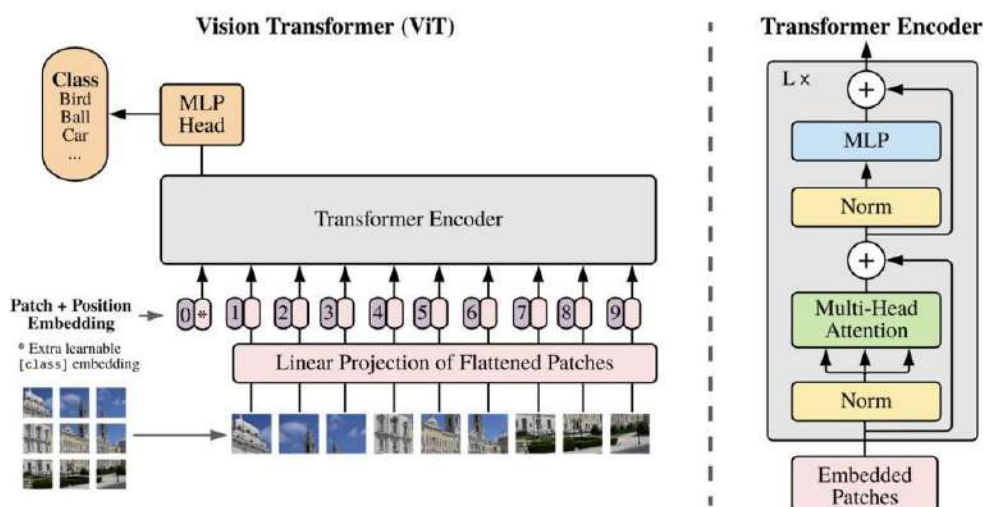 Vision Transformer (ViT)
Class
Bird
Ball
Car
...
MLP
Head
Transformer Encoder
Patch + Position
Embedding
0 * 1 2 3 4 5 6 7 8 9
* Extra learnable
[class] embedding
Linear Projection of Flattened Patches
Transformer Encoder
L ×
+
MLP
Norm
+
Multi-Head
Attention
Norm
Embedded
Patches